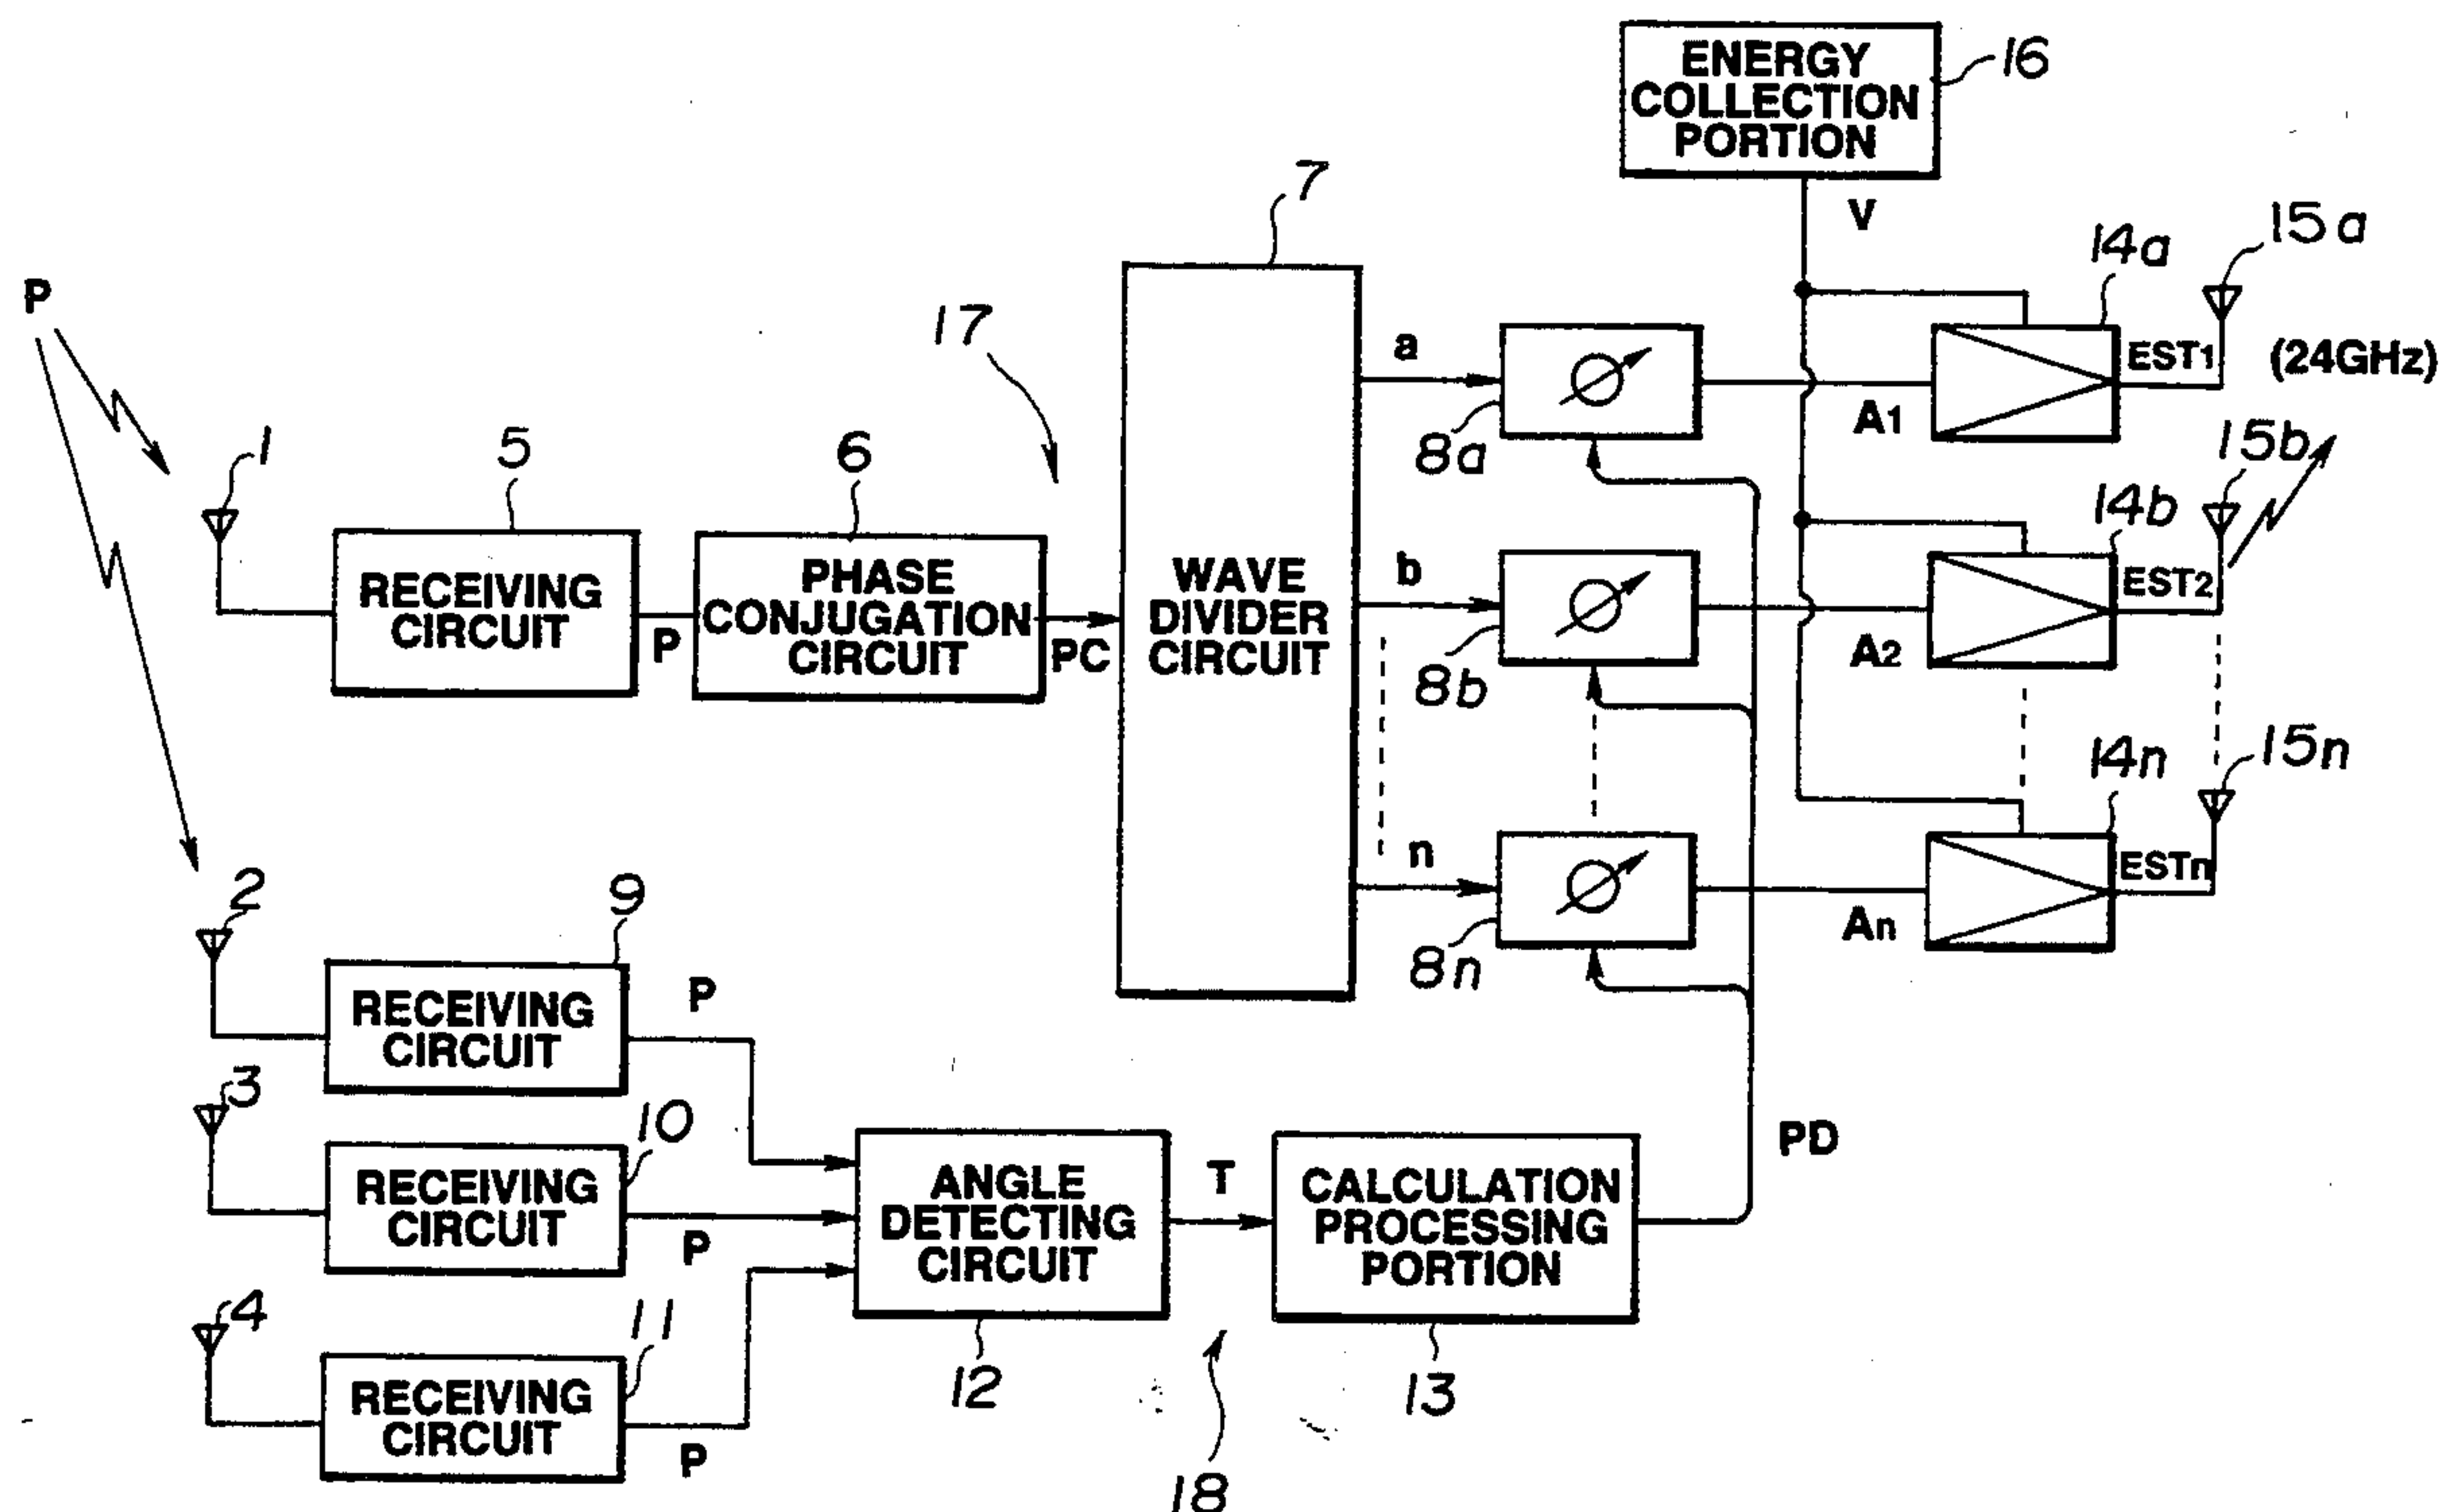 ENERGY
COLLECTION
PORTION
16
V
7
14a
15a
P
17
a
EST1
(24GHz)
8a
A1
1
5
6
15b
14b
RECEIVING
CIRCUIT
P
PHASE
CONJUGATION
CIRCUIT
PC
WAVE
DIVIDER
CIRCUIT
b
EST2
8b
A2
14n
15n
n
ESTn
8n
An
2
9
RECEIVING
CIRCUIT
P
3
10
RECEIVING
CIRCUIT
P
ANGLE
DETECTING
CIRCUIT
T
CALCULATION
PROCESSING
PORTION
PD
4
11
RECEIVING
CIRCUIT
P
12
13
18